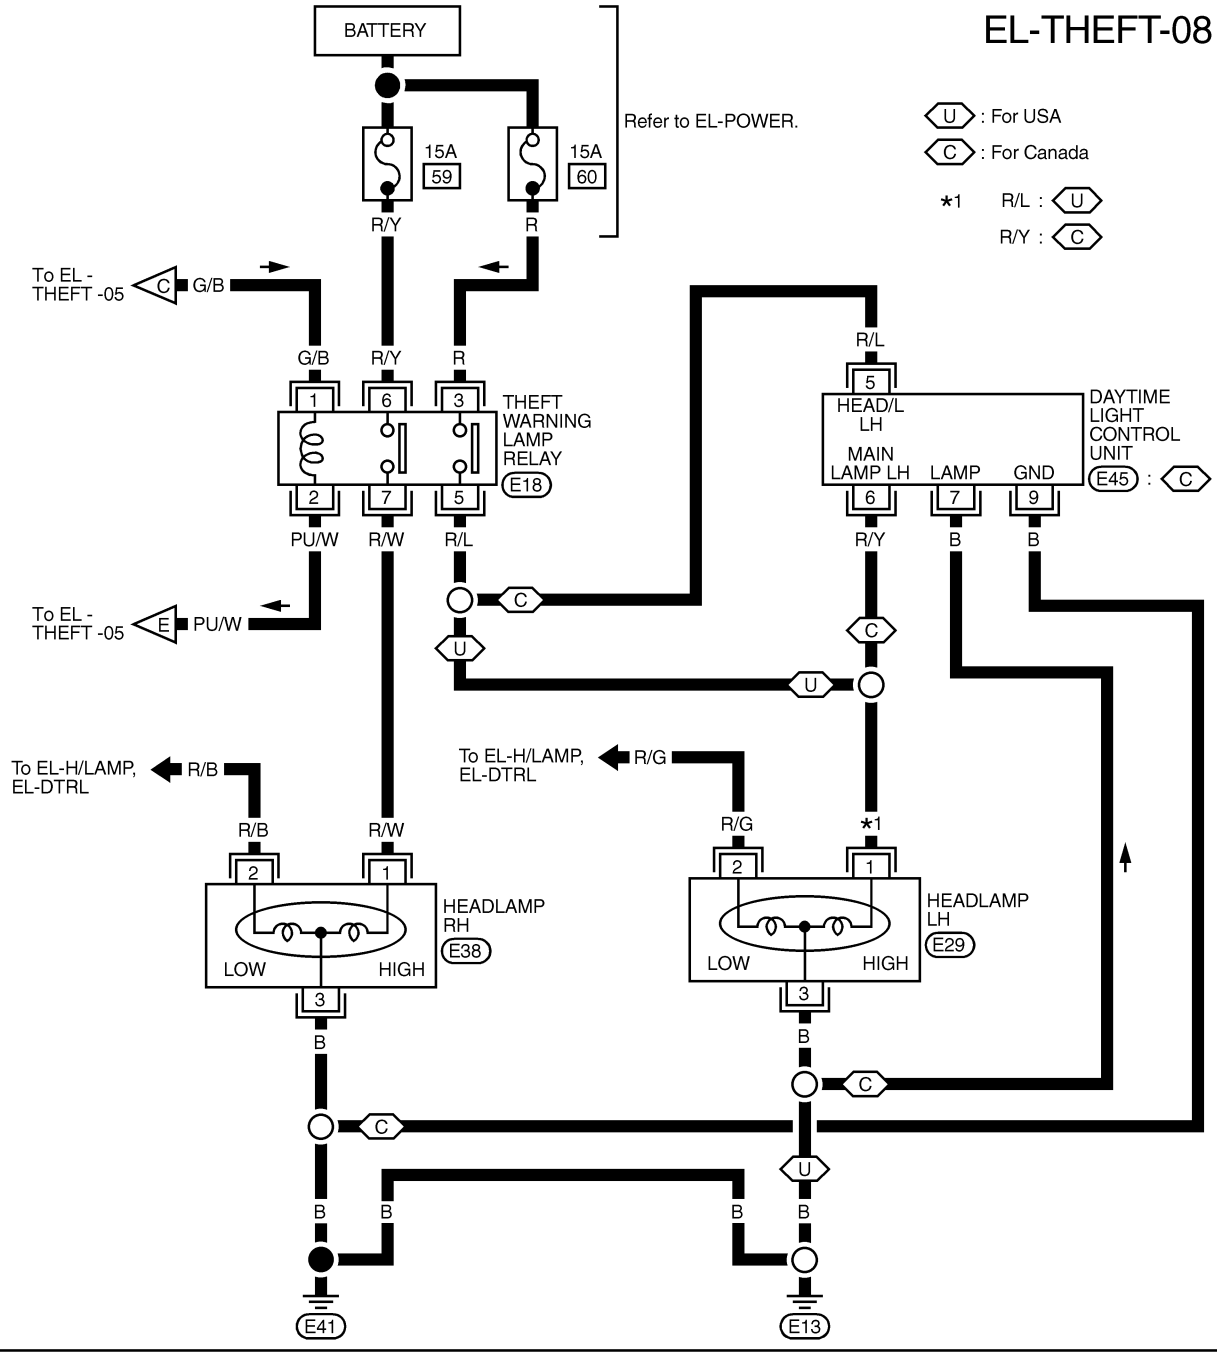 EL-THEFT-08
BATTERY
Refer to EL-POWER.
U : For USA
C : For Canada
*1 R/L : U
R/Y : C
15A
59
15A
60
R/Y
R
To EL -
THEFT -05
C
G/B
G/B
R/Y
R
1
6
3
THEFT
WARNING
LAMP
RELAY
E18
2
7
5
PU/W
R/W
R/L
R/L
5
HEAD/L
LH
MAIN
LAMP LH
LAMP
GND
DAYTIME
LIGHT
CONTROL
UNIT
E45 : C
6
7
9
R/Y
B
B
C
C
U
U
To EL -
THEFT -05
E
PU/W
To EL-H/LAMP,
EL-DTRL
R/B
To EL-H/LAMP,
EL-DTRL
R/G
R/B
R/W
R/G
*1
2
1
HEADLAMP
RH
E38
LOW
HIGH
3
B
2
1
HEADLAMP
LH
E29
LOW
HIGH
3
B
C
C
U
B
B
B
B
E41
E13